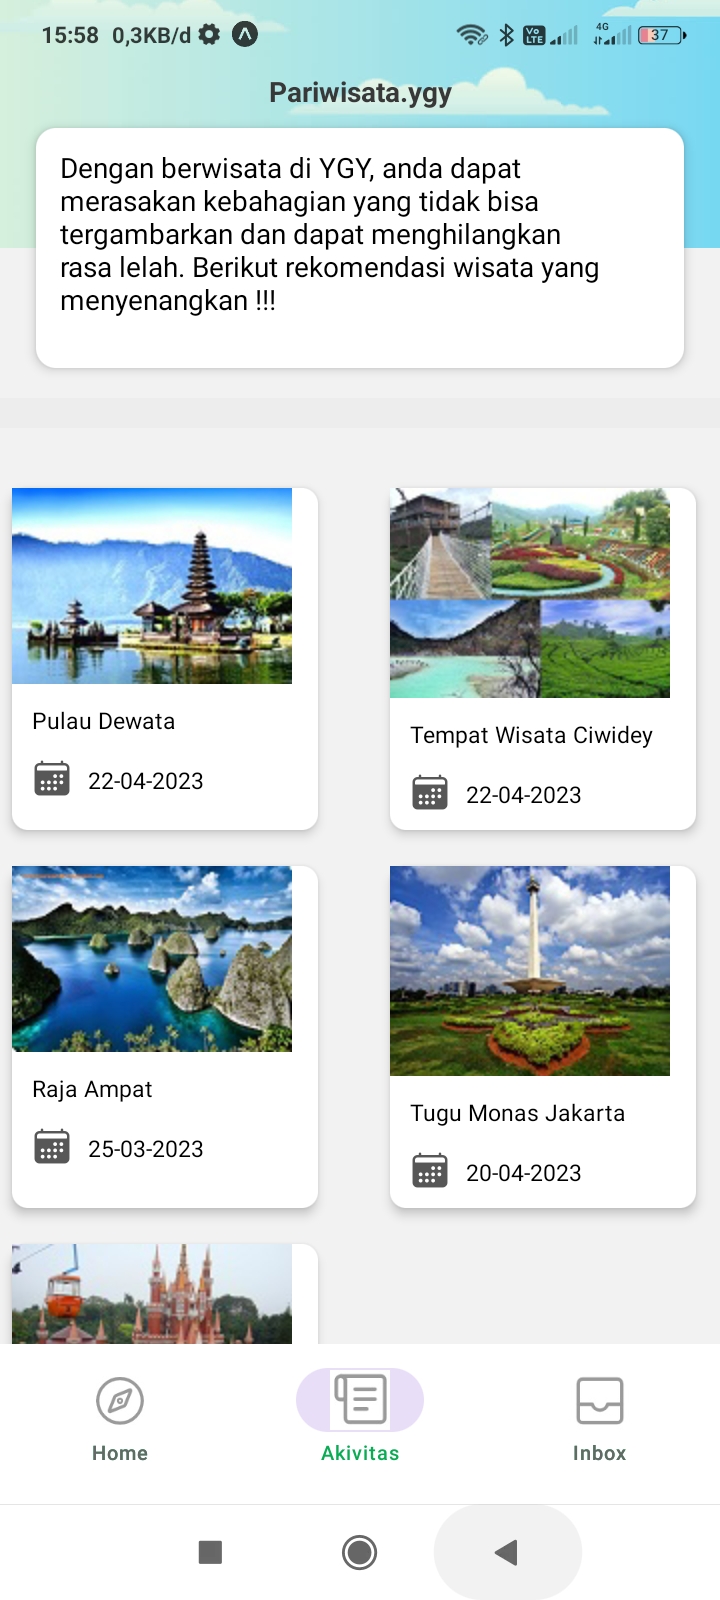 15:58 0,3KB/d
Vo LTE 4G 37
Pariwisata.ygy
Dengan berwisata di YGY, anda dapat
merasakan kebahagian yang tidak bisa
tergambarkan dan dapat menghilangkan
rasa lelah. Berikut rekomendasi wisata yang
menyenangkan !!!
Pulau Dewata
22-04-2023
Tempat Wisata Ciwidey
22-04-2023
Raja Ampat
25-03-2023
Tugu Monas Jakarta
20-04-2023
Home
Akivitas
Inbox